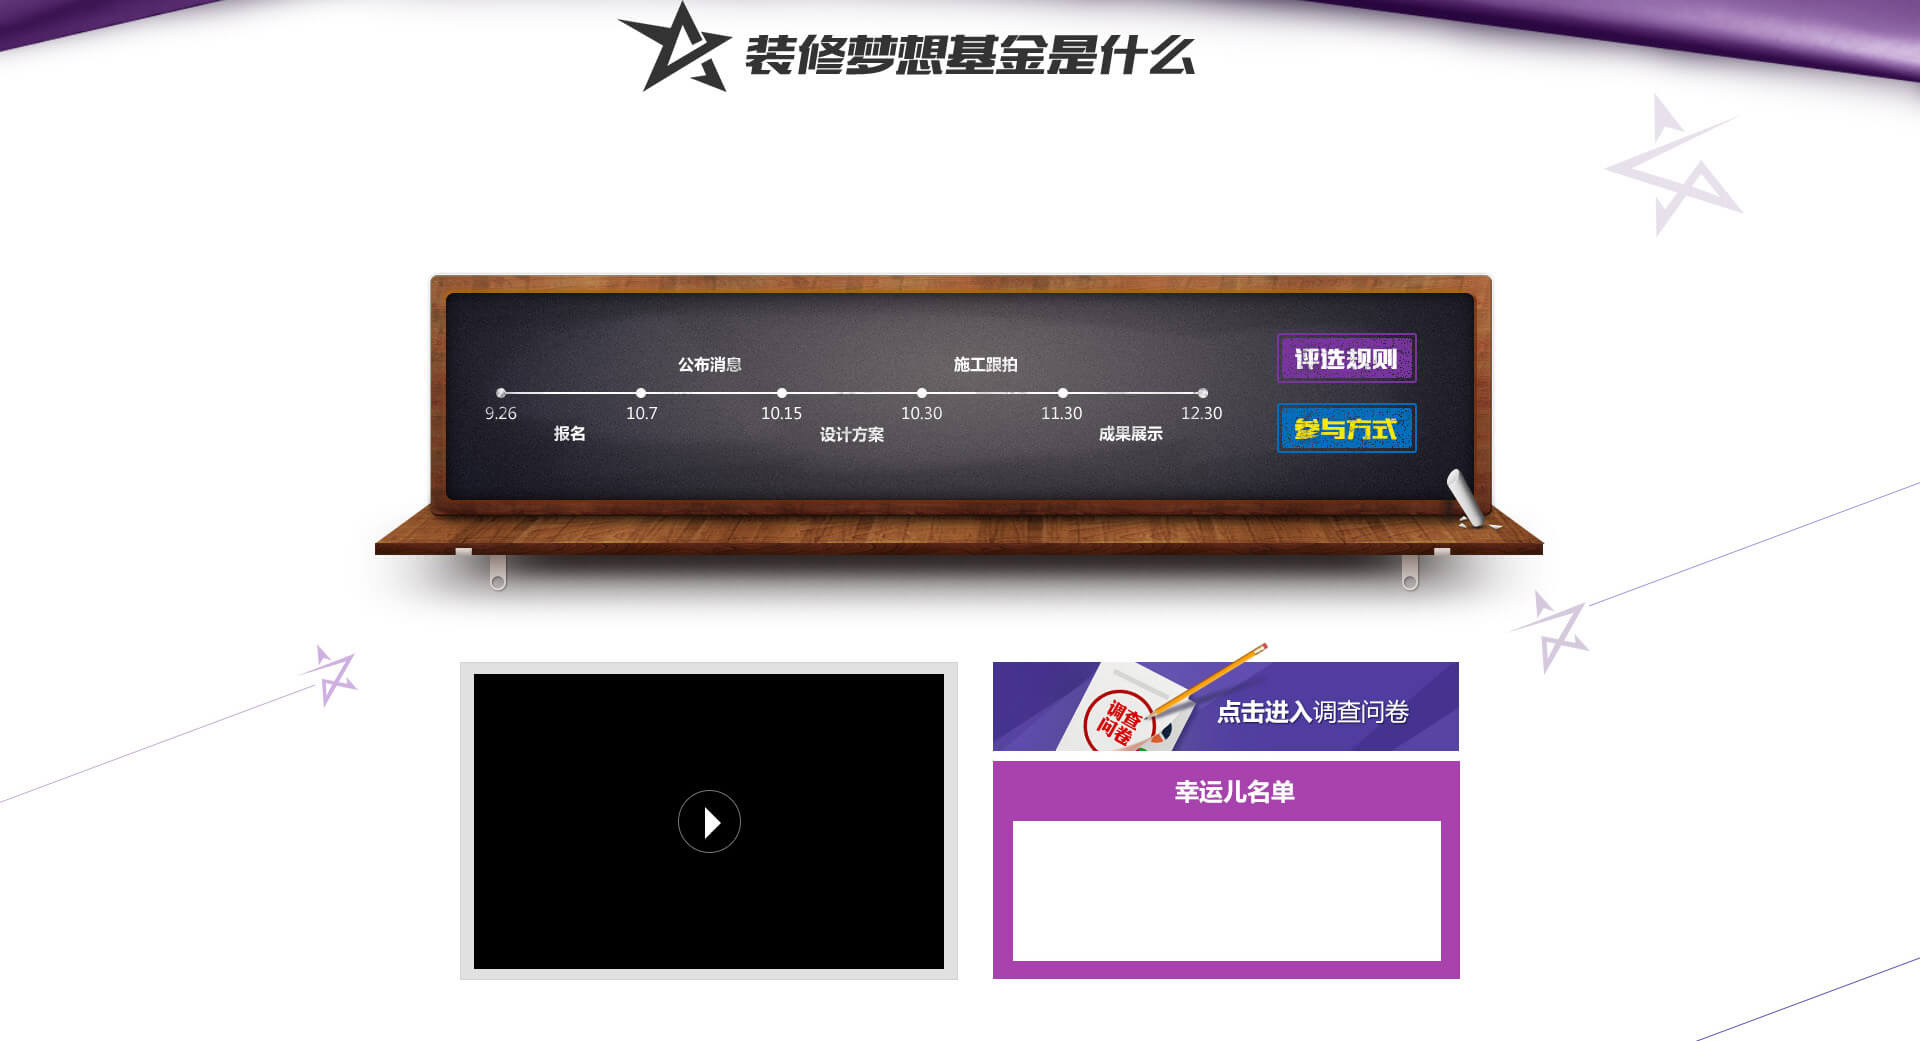 装修梦想基金是什么
公布消息
施工跟拍
9.26
10.7
10.15
10.30
11.30
12.30
报名
设计方案
成果展示
评选规则
参与方式
调查
问卷
点击进入调查问卷
幸运儿名单